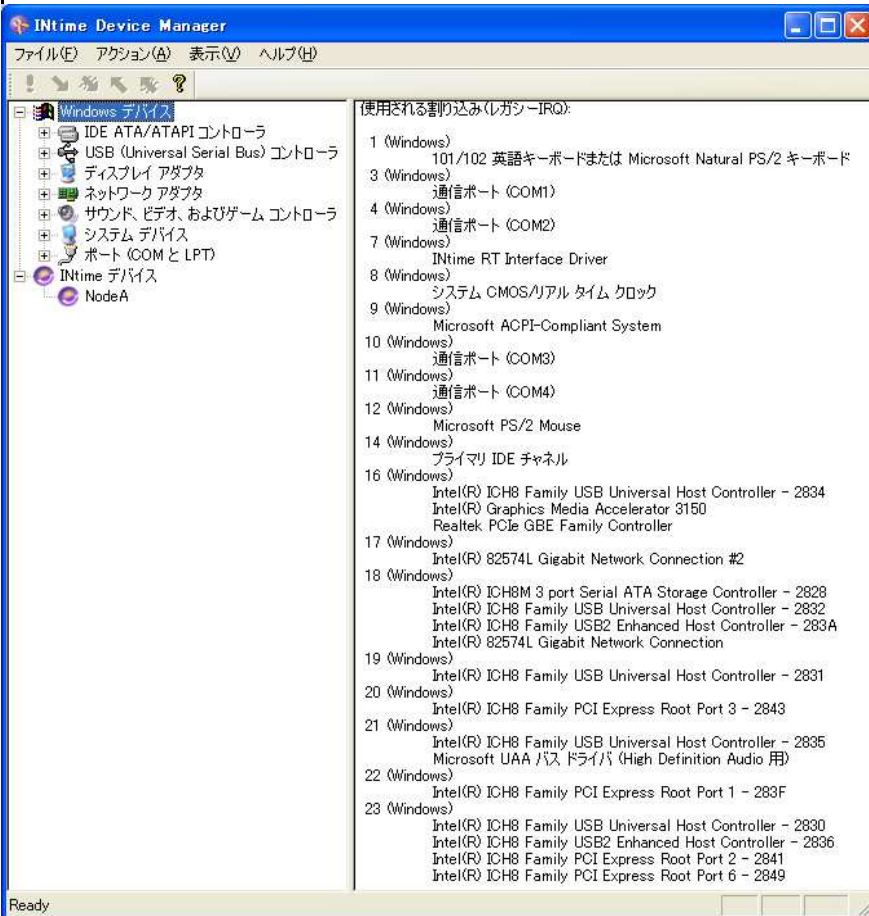 INtime Device Manager
ファイル(F) アクション(A) 表示(V) ヘルプ(H)
Windows デバイス
IDE ATA/ATAPI コントローラ
USB (Universal Serial Bus) コントローラ
ディスプレイ アダプタ
ネットワーク アダプタ
サウンド、ビデオ、およびゲーム コントローラ
システム デバイス
ポート (COM と LPT)
INtime デバイス
NodeA
使用される割り込み(レガシーIRQ):
1 (Windows)
101/102 英語キーボードまたは Microsoft Natural PS/2 キーボード
3 (Windows)
通信ポート (COM1)
4 (Windows)
通信ポート (COM2)
7 (Windows)
INtime RT Interface Driver
8 (Windows)
システム CMOS/リアル タイム クロック
9 (Windows)
Microsoft ACPI-Compliant System
10 (Windows)
通信ポート (COM3)
11 (Windows)
通信ポート (COM4)
12 (Windows)
Microsoft PS/2 Mouse
14 (Windows)
プライマリ IDE チャネル
16 (Windows)
Intel(R) ICH8 Family USB Universal Host Controller - 2834
Intel(R) Graphics Media Accelerator 3150
Realtek PCIe GBE Family Controller
17 (Windows)
Intel(R) 82574L Gigabit Network Connection #2
18 (Windows)
Intel(R) ICH8M 3 port Serial ATA Storage Controller - 2828
Intel(R) ICH8 Family USB Universal Host Controller - 2832
Intel(R) ICH8 Family USB2 Enhanced Host Controller - 283A
Intel(R) 82574L Gigabit Network Connection
19 (Windows)
Intel(R) ICH8 Family USB Universal Host Controller - 2831
20 (Windows)
Intel(R) ICH8 Family PCI Express Root Port 3 - 2843
21 (Windows)
Intel(R) ICH8 Family USB Universal Host Controller - 2835
Microsoft UAA バス ドライバ (High Definition Audio 用)
22 (Windows)
Intel(R) ICH8 Family PCI Express Root Port 1 - 283F
23 (Windows)
Intel(R) ICH8 Family USB Universal Host Controller - 2830
Intel(R) ICH8 Family USB2 Enhanced Host Controller - 2836
Intel(R) ICH8 Family PCI Express Root Port 2 - 2841
Intel(R) ICH8 Family PCI Express Root Port 6 - 2849
Ready